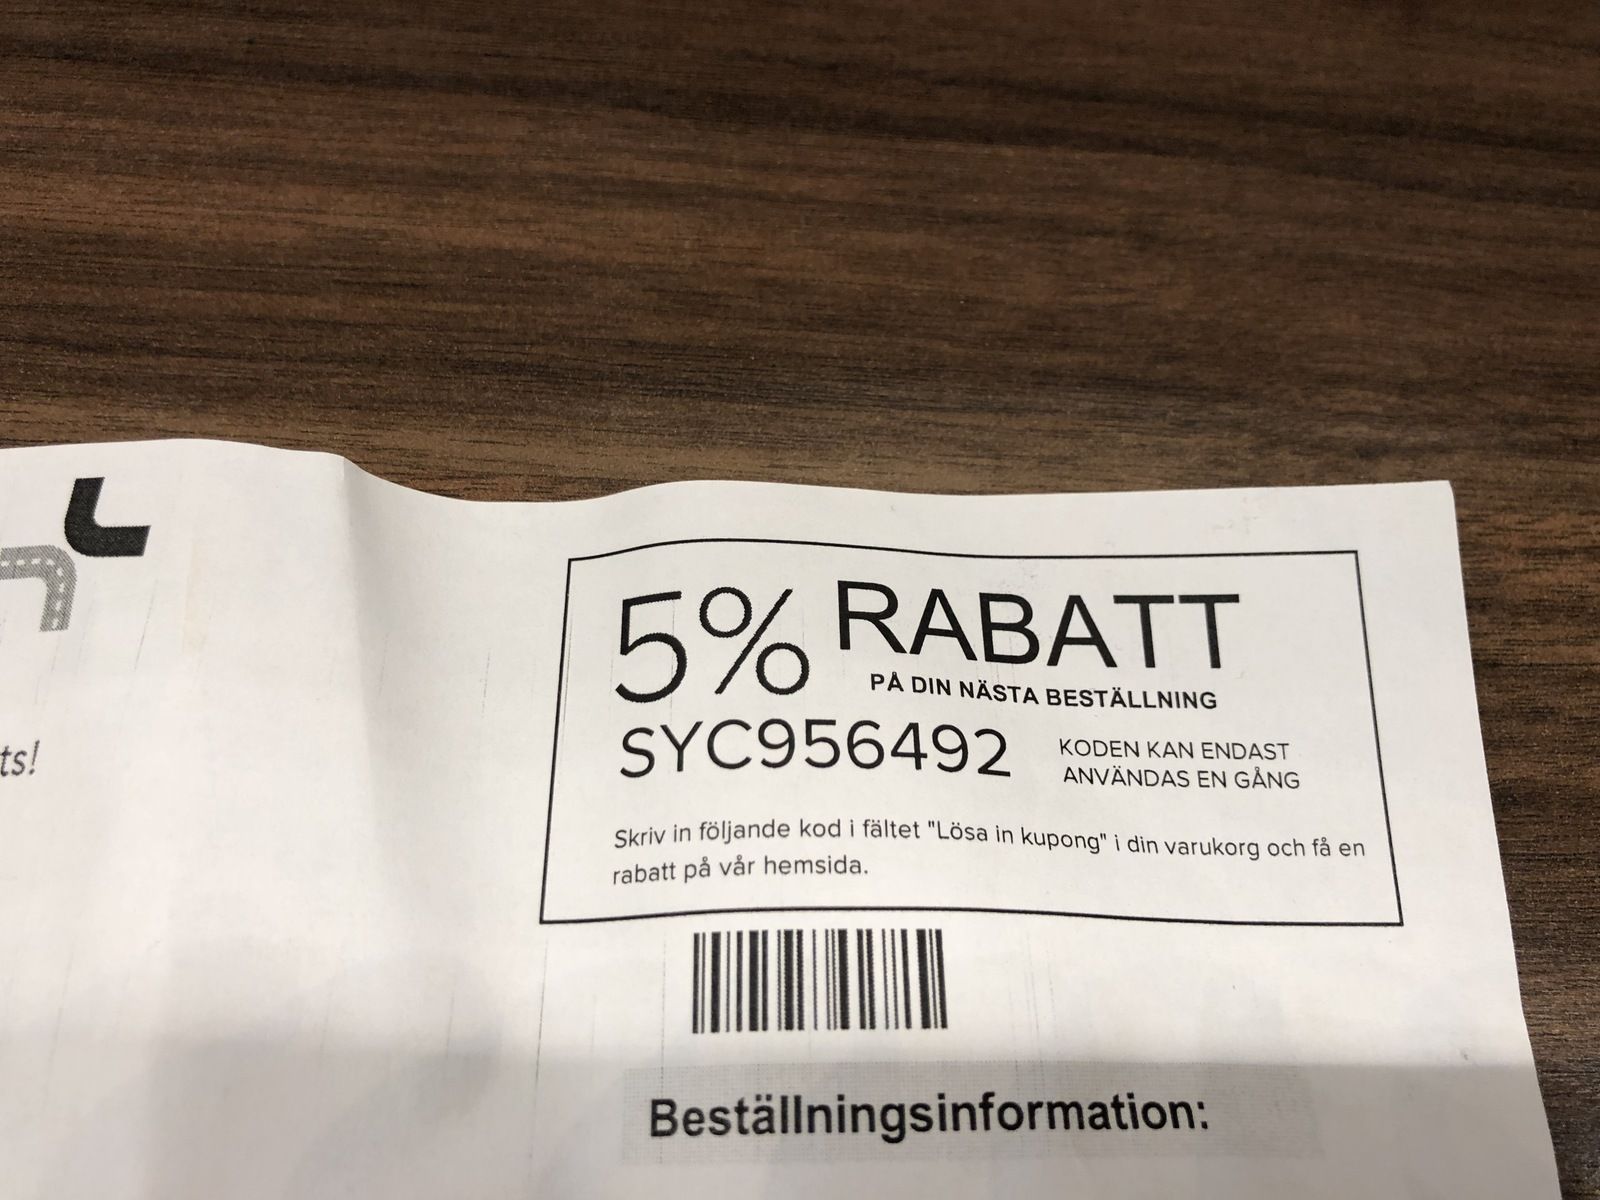 ts!
5% RABATT
PÅ DIN NÄSTA BESTÄLLNING
SYC956492
KODEN KAN ENDAST
ANVÄNDAS EN GÅNG
Skriv in följande kod i fältet "Lösa in kupong" i din varukorg och få en
rabatt på vår hemsida.
Beställningsinformation: